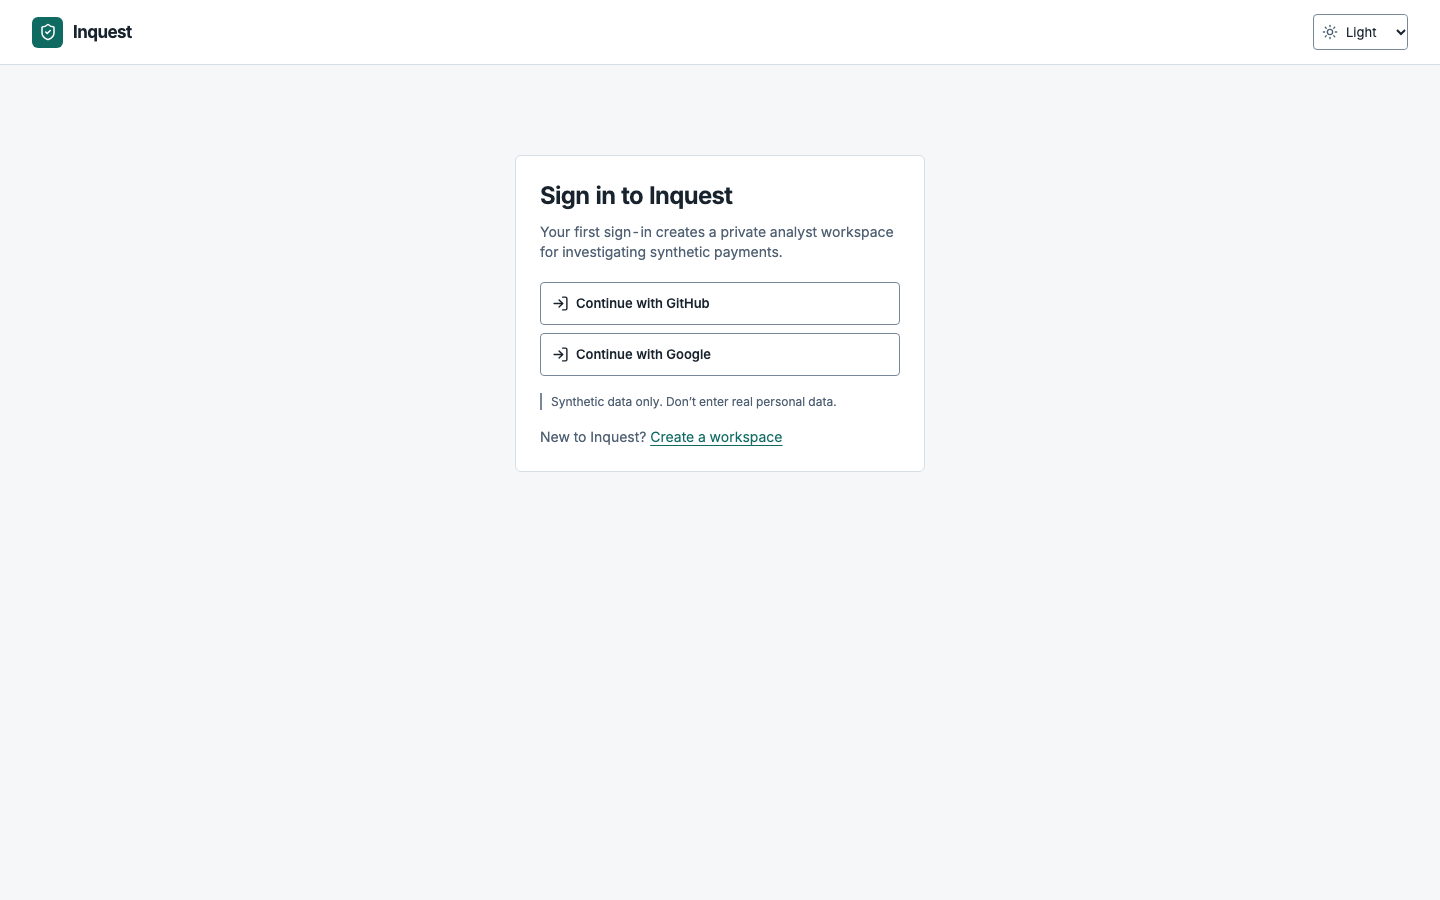 Inquest
Light
Sign in to Inquest
Your first sign-in creates a private analyst workspace
for investigating synthetic payments.
Continue with GitHub
Continue with Google
Synthetic data only. Don’t enter real personal data.
New to Inquest? Create a workspace